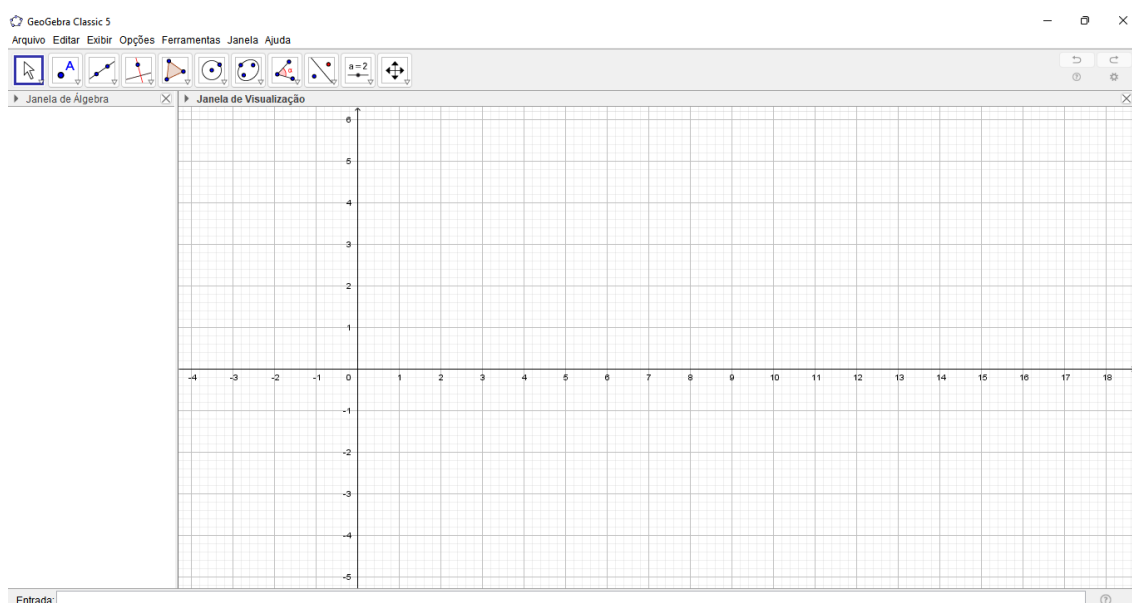 GeoGebra Classic 5
Arquivo Editar Exibir Opções Ferramentas Janela Ajuda
A
α
a=2
Janela de Álgebra
Janela de Visualização
6
5
4
3
2
1
-4 -3 -2 -1 0 1 2 3 4 5 6 7 8 9 10 11 12 13 14 15 16 17 18
-1
-2
-3
-4
-5
Entrada: